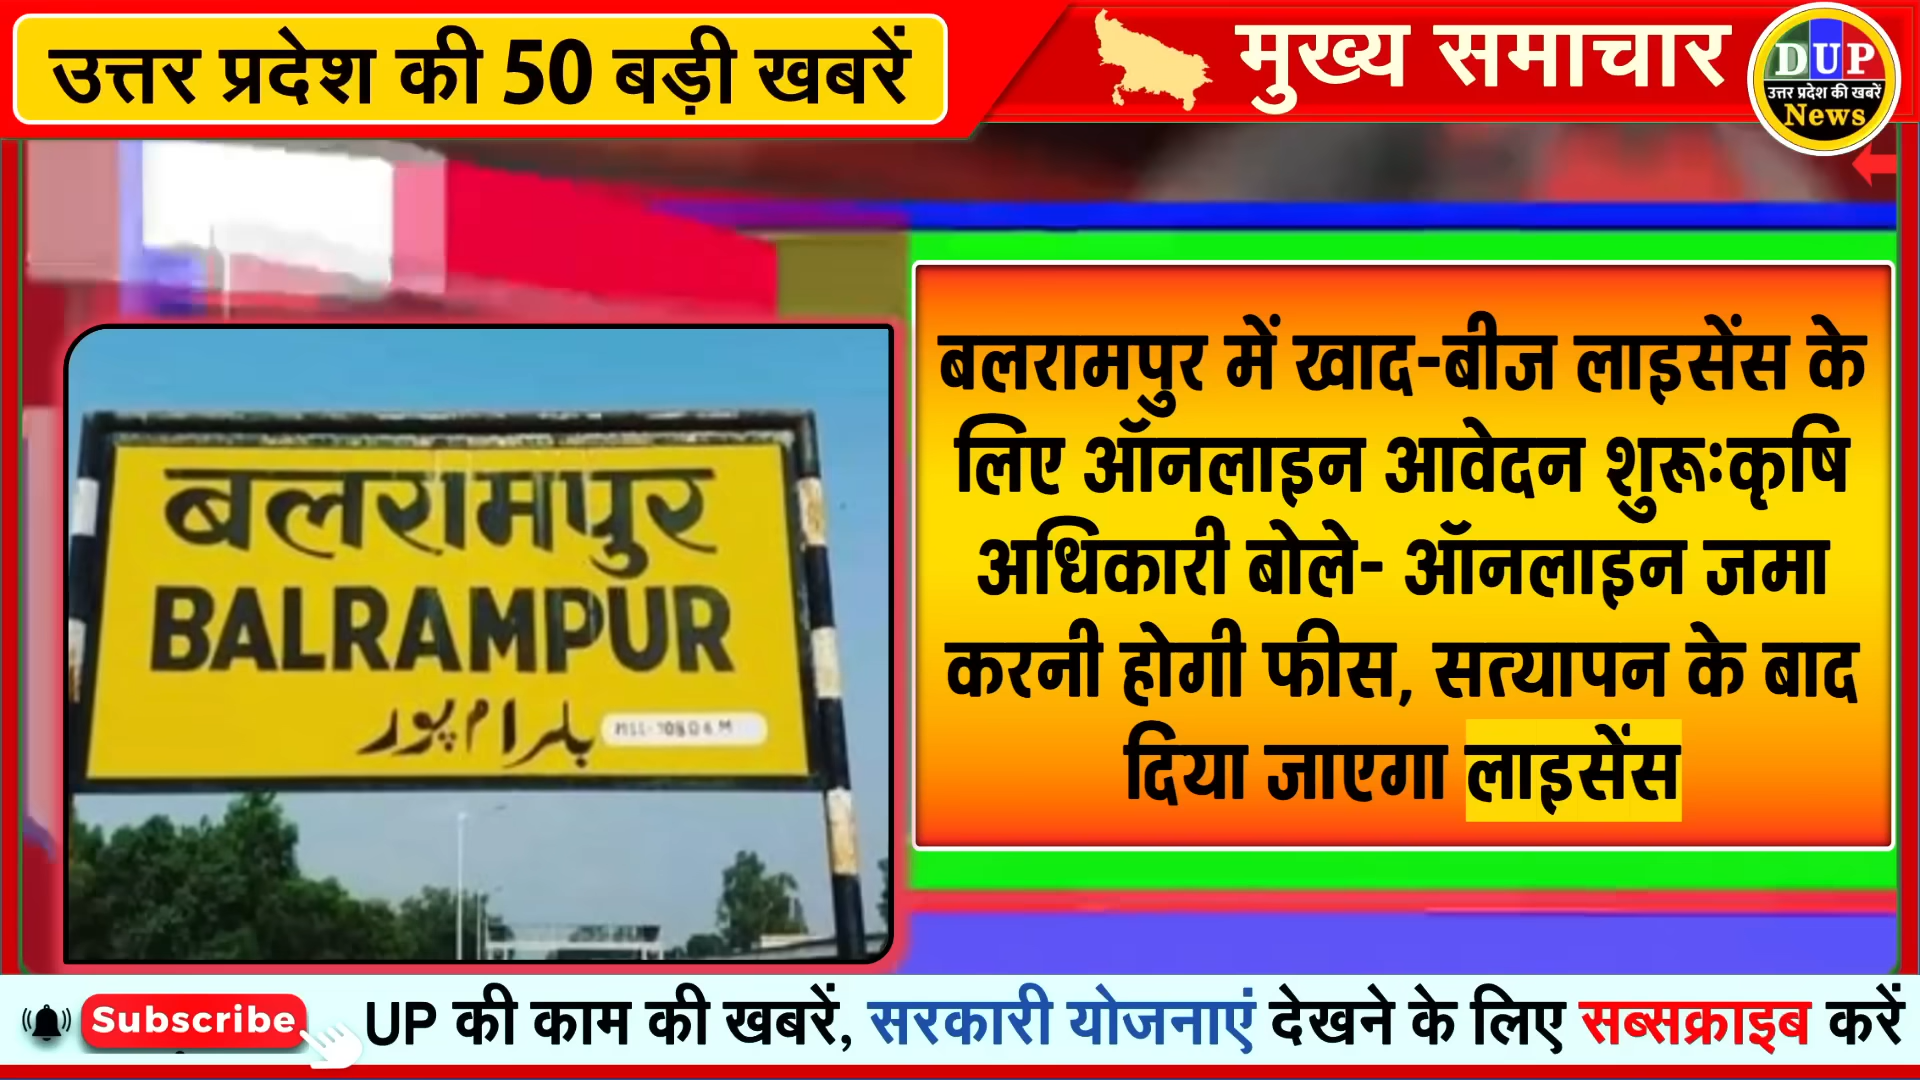 उत्तर प्रदेश की 50 बड़ी खबरें
मुख्य समाचार
DUP
उत्तर प्रदेश की खबरें
News
बलरामपुर
BALRAMPUR
بلرام پور
बलरामपुर में खाद-बीज लाइसेंस के
लिए ऑनलाइन आवेदन शुरूःकृषि
अधिकारी बोले- ऑनलाइन जमा
करनी होगी फीस, सत्यापन के बाद
दिया जाएगा लाइसेंस
Subscribe
UP की काम की खबरें, सरकारी योजनाएं देखने के लिए सब्सक्राइब करें